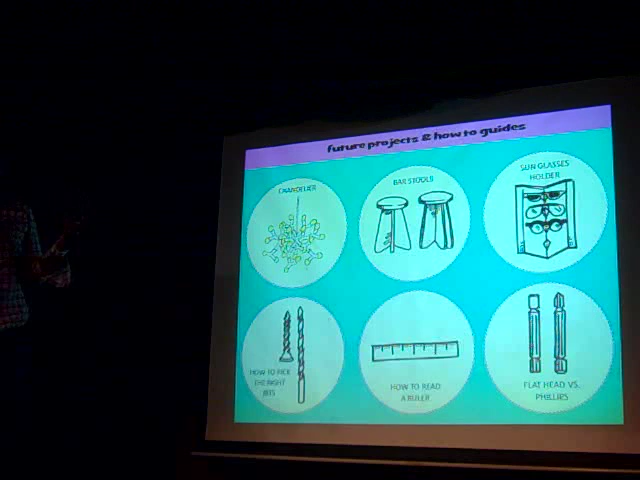 future projects & how to guides
CHANDELIER
BAR STOOLS
SUN GLASSES
HOLDER
HOW TO PICK
THE RIGHT
BITS
HOW TO READ
A RULER
FLAT HEAD VS.
PHILLIPS